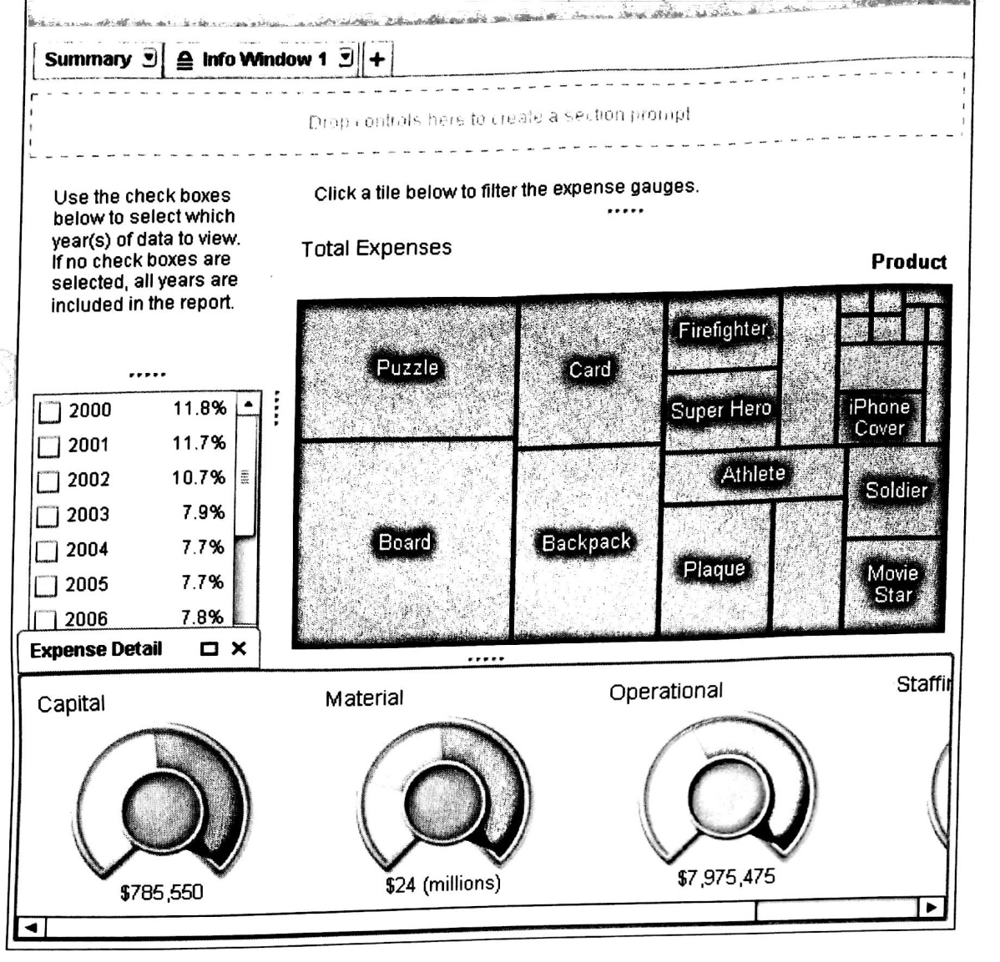 Summary
Info Window 1
+
Drop controls here to create a section prompt
Use the check boxes
below to select which
year(s) of data to view.
If no check boxes are
selected, all years are
included in the report.
Click a tile below to filter the expense gauges.
Total Expenses
Product
2000 11.8%
2001 11.7%
2002 10.7%
2003 7.9%
2004 7.7%
2005 7.7%
2006 7.8%
Puzzle
Card
Firefighter
Super Hero
iPhone
Cover
Athlete
Soldier
Board
Backpack
Plaque
Movie
Star
Expense Detail
Capital
Material
Operational
Staffin
$785,550
$24 (millions)
$7,975,475